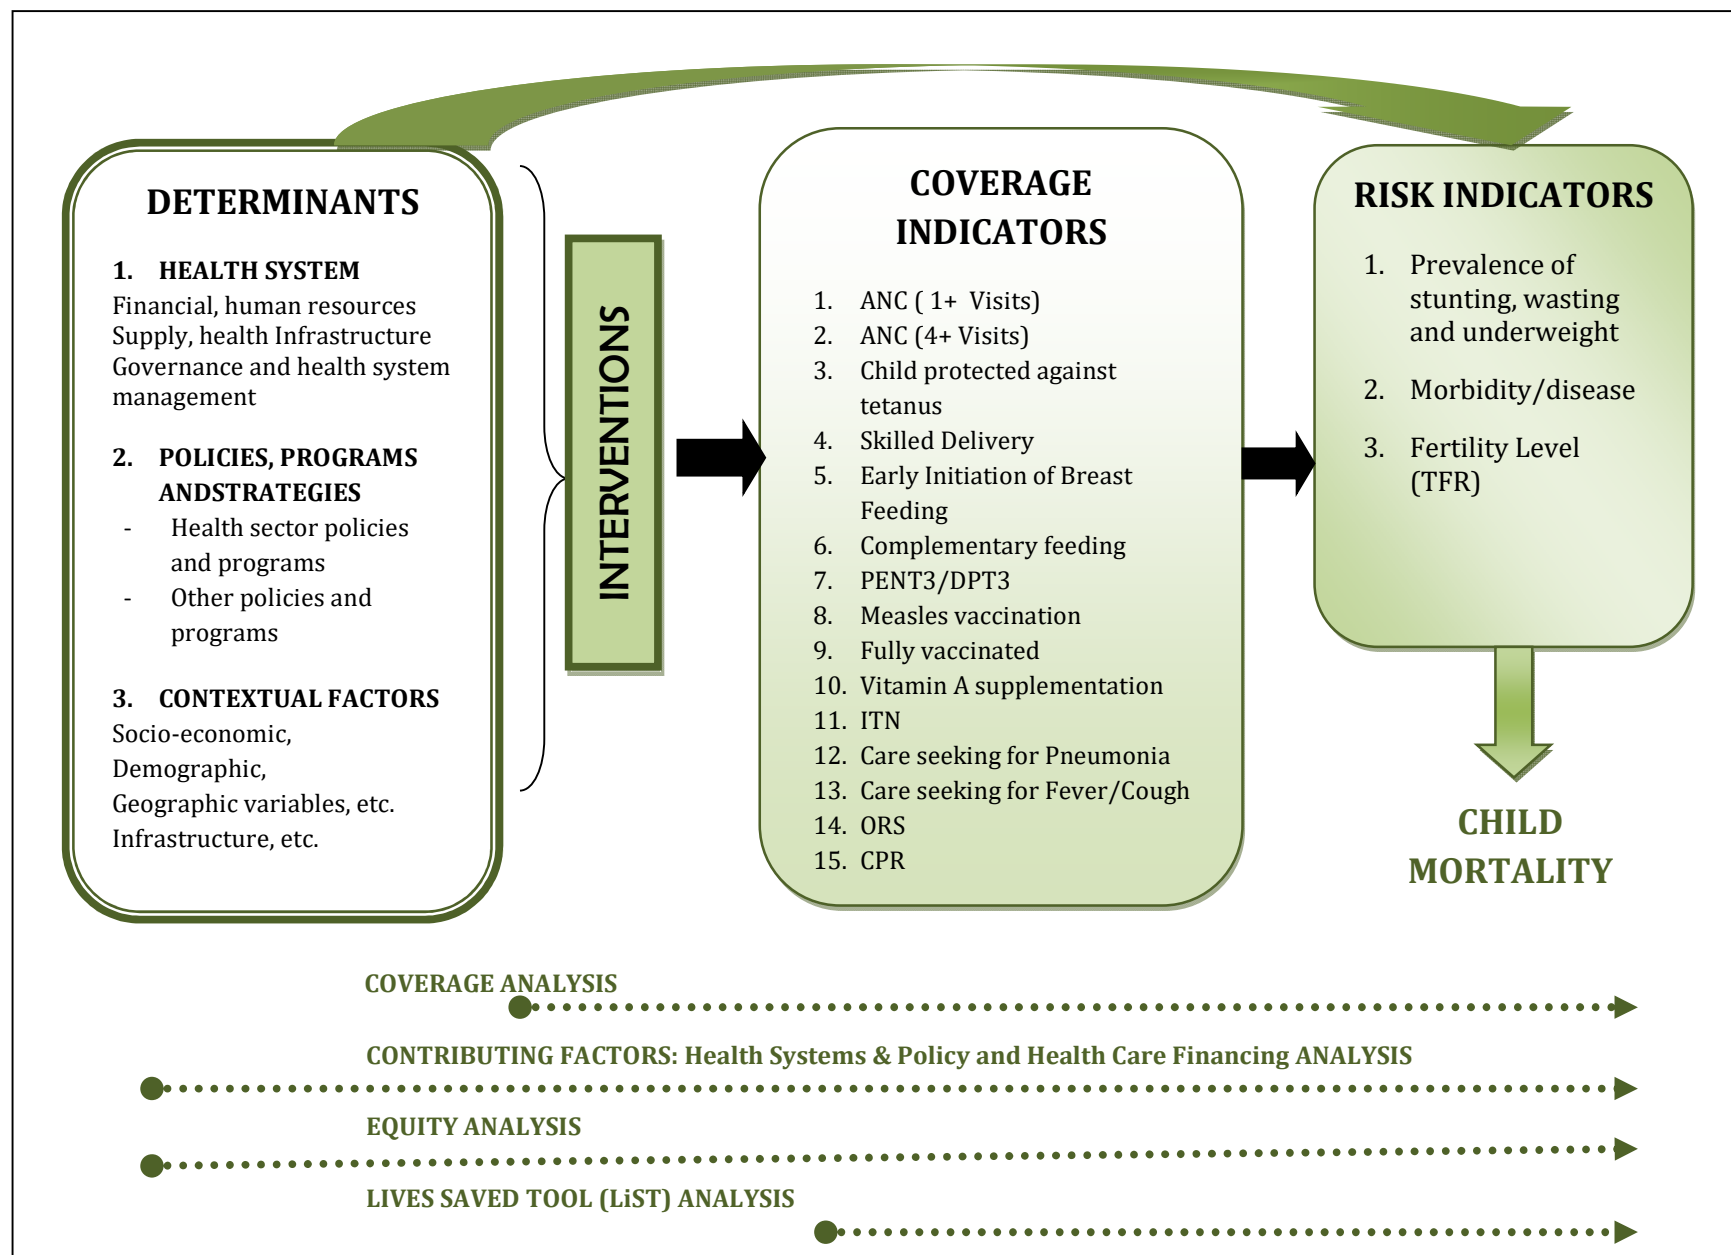 DETERMINANTS
1. HEALTH SYSTEM
Financial, human resources
Supply, health Infrastructure
Governance and health system
management
2. POLICIES, PROGRAMS
ANDSTRATEGIES
- Health sector policies
and programs
- Other policies and
programs
3. CONTEXTUAL FACTORS
Socio-economic,
Demographic,
Geographic variables, etc.
Infrastructure, etc.
INTERVENTIONS
COVERAGE
INDICATORS
1. ANC ( 1+ Visits)
2. ANC (4+ Visits)
3. Child protected against
tetanus
4. Skilled Delivery
5. Early Initiation of Breast
Feeding
6. Complementary feeding
7. PENT3/DPT3
8. Measles vaccination
9. Fully vaccinated
10. Vitamin A supplementation
11. ITN
12. Care seeking for Pneumonia
13. Care seeking for Fever/Cough
14. ORS
15. CPR
RISK INDICATORS
1. Prevalence of
stunting, wasting
and underweight
2. Morbidity/disease
3. Fertility Level
(TFR)
CHILD
MORTALITY
COVERAGE ANALYSIS
CONTRIBUTING FACTORS: Health Systems & Policy and Health Care Financing ANALYSIS
EQUITY ANALYSIS
LIVES SAVED TOOL (LiST) ANALYSIS